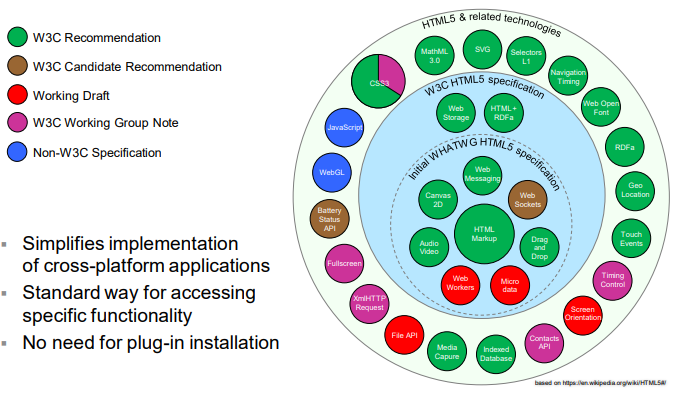 W3C Recommendation
W3C Candidate Recommendation
Working Draft
W3C Working Group Note
Non-W3C Specification
Simplifies implementation
of cross-platform applications
Standard way for accessing
specific functionality
No need for plug-in installation
HTML5 & related technologies
MathML
3.0
SVG
Selectors
L1
Navigation
Timing
Web Open
Font
RDFa
Geo
Location
Touch
Events
Timing
Control
Screen
Orientation
Contacts
API
Indexed
Database
Media
Capure
File API
XmlHTTP
Request
Fullscreen
Battery
Status
API
WebGL
JavaScript
CSS3
W3C HTML5 specification
Web
Storage
HTML+
RDFa
Initial WHATWG HTML5 specification
Web
Messaging
Canvas
2D
Web
Sockets
HTML
Markup
Audio
Video
Drag
and
Drop
Web
Workers
Micro
data
based on https://en.wikipedia.org/wiki/HTML5#/